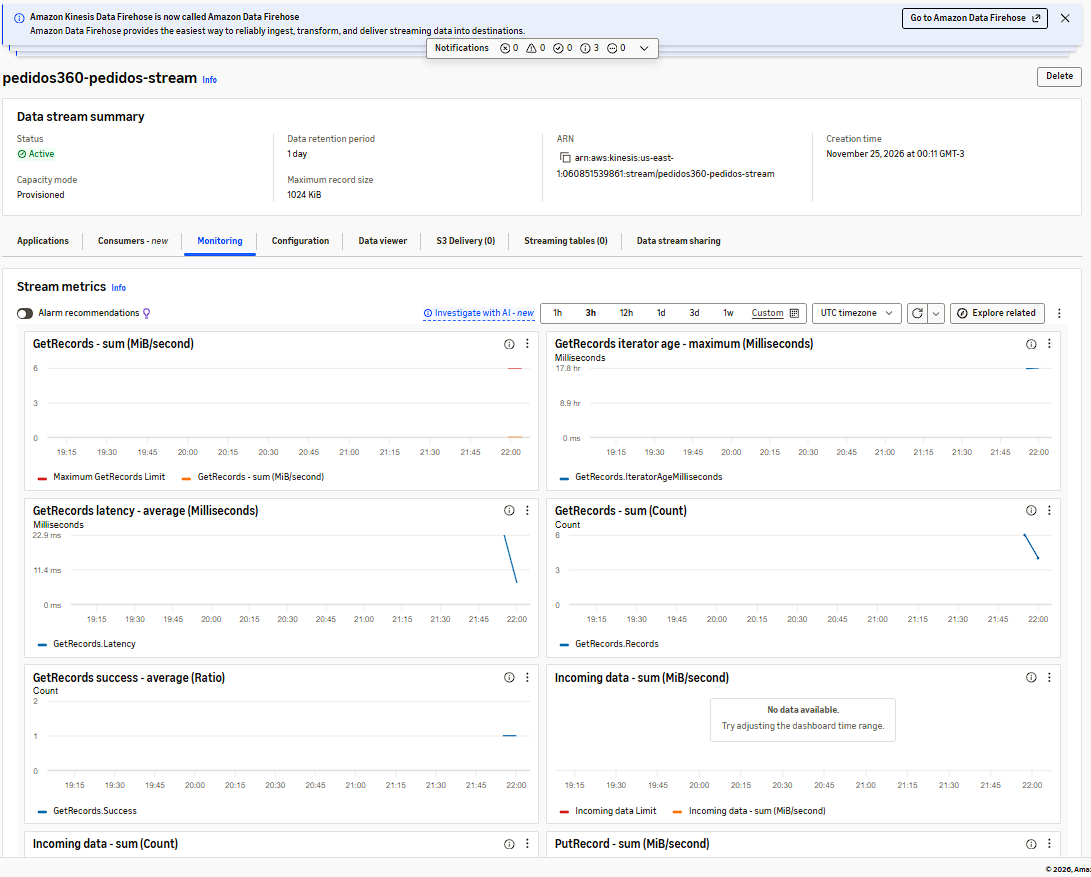 Amazon Kinesis Data Firehose is now called Amazon Data Firehose
Amazon Data Firehose provides the easiest way to reliably ingest, transform, and deliver streaming data into destinations.
Go to Amazon Data Firehose
Notifications 0 0 0 3 0
pedidos360-pedidos-stream Info
Delete
Data stream summary
Status
Active
Capacity mode
Provisioned
Data retention period
1 day
Maximum record size
1024 KiB
ARN
arn:aws:kinesis:us-east-
1:060851539861:stream/pedidos360-pedidos-stream
Creation time
November 25, 2026 at 00:11 GMT-3
Applications Consumers - new Monitoring Configuration Data viewer S3 Delivery (0) Streaming tables (0) Data stream sharing
Stream metrics Info
Alarm recommendations
Investigate with AI - new 1h 3h 12h 1d 3d 1w Custom UTC timezone Explore related
GetRecords - sum (MiB/second)
6
3
0
19:15 19:30 19:45 20:00 20:15 20:30 20:45 21:00 21:15 21:30 21:45 22:00
Maximum GetRecords Limit GetRecords - sum (MiB/second)
GetRecords iterator age - maximum (Milliseconds)
Milliseconds
17.8 hr
8.9 hr
0 ms
19:15 19:30 19:45 20:00 20:15 20:30 20:45 21:00 21:15 21:30 21:45 22:00
GetRecords.IteratorAgeMilliseconds
GetRecords latency - average (Milliseconds)
Milliseconds
22.9 ms
11.4 ms
0 ms
19:15 19:30 19:45 20:00 20:15 20:30 20:45 21:00 21:15 21:30 21:45 22:00
GetRecords.Latency
GetRecords - sum (Count)
Count
6
3
0
19:15 19:30 19:45 20:00 20:15 20:30 20:45 21:00 21:15 21:30 21:45 22:00
GetRecords.Records
GetRecords success - average (Ratio)
Count
2
1
0
19:15 19:30 19:45 20:00 20:15 20:30 20:45 21:00 21:15 21:30 21:45 22:00
GetRecords.Success
Incoming data - sum (MiB/second)
No data available.
Try adjusting the dashboard time range.
19:15 19:30 19:45 20:00 20:15 20:30 20:45 21:00 21:15 21:30 21:45 22:00
Incoming data Limit Incoming data - sum (MiB/second)
Incoming data - sum (Count)
PutRecord - sum (MiB/second)
© 2026, Amaz